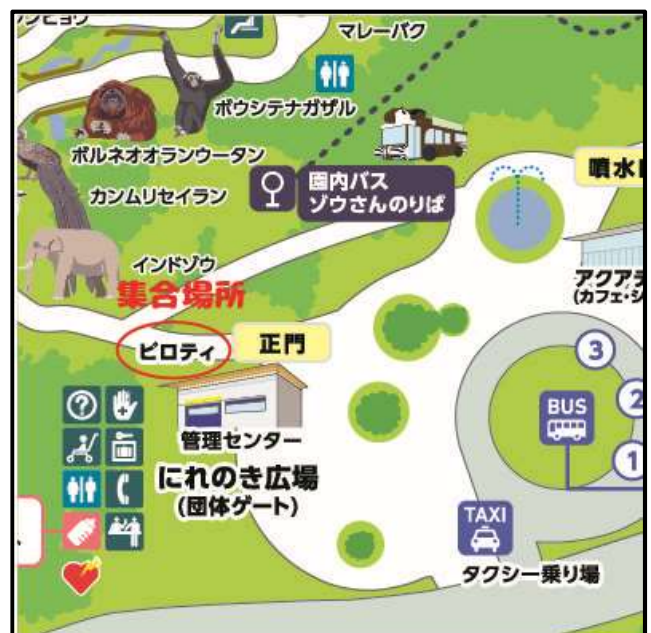 マレーバク
ボウシテナガザル
ボルネオオランウータン
カンムリセイラン
園内バス
ゾウさんのりば
噴水
インドゾウ
集合場所
アクア
(カフェ・シ
ピロティ
正門
3
BUS
2
1
管理センター
にれのき広場
(団体ゲート)
TAXI
タクシー乗り場